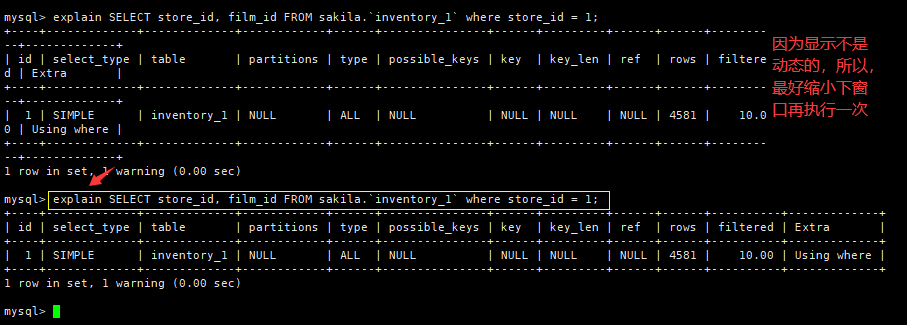 mysql> explain SELECT store_id, film_id FROM sakila.`inventory_1` where store_id = 1;
+----+-------------+-------------+------------+------+---------------+------+---------+------+------+--------
--+-------------+
| id | select_type | table       | partitions | type | possible_keys | key  | key_len | ref  | rows | filtere
d | Extra       |
+----+-------------+-------------+------------+------+---------------+------+---------+------+------+--------
--+-------------+
|  1 | SIMPLE      | inventory_1 | NULL       | ALL  | NULL          | NULL | NULL    | NULL | 4581 |    10.0
0 | Using where |
+----+-------------+-------------+------------+------+---------------+------+---------+------+------+--------
--+-------------+
1 row in set, 1 warning (0.00 sec)
因为显示不是
动态的，所以，
最好缩小下窗
口再执行一次
mysql> explain SELECT store_id, film_id FROM sakila.`inventory_1` where store_id = 1;
+----+-------------+-------------+------------+------+---------------+------+---------+------+------+----------+-------------+
| id | select_type | table       | partitions | type | possible_keys | key  | key_len | ref  | rows | filtered | Extra       |
+----+-------------+-------------+------------+------+---------------+------+---------+------+------+----------+-------------+
|  1 | SIMPLE      | inventory_1 | NULL       | ALL  | NULL          | NULL | NULL    | NULL | 4581 |    10.00 | Using where |
+----+-------------+-------------+------------+------+---------------+------+---------+------+------+----------+-------------+
1 row in set, 1 warning (0.00 sec)
mysql>